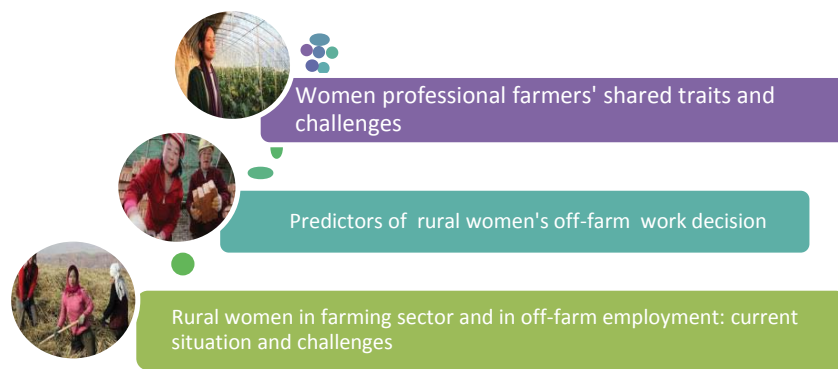 Women professional farmers' shared traits and
challenges
Predictors of rural women's off-farm work decision
Rural women in farming sector and in off-farm employment: current
situation and challenges